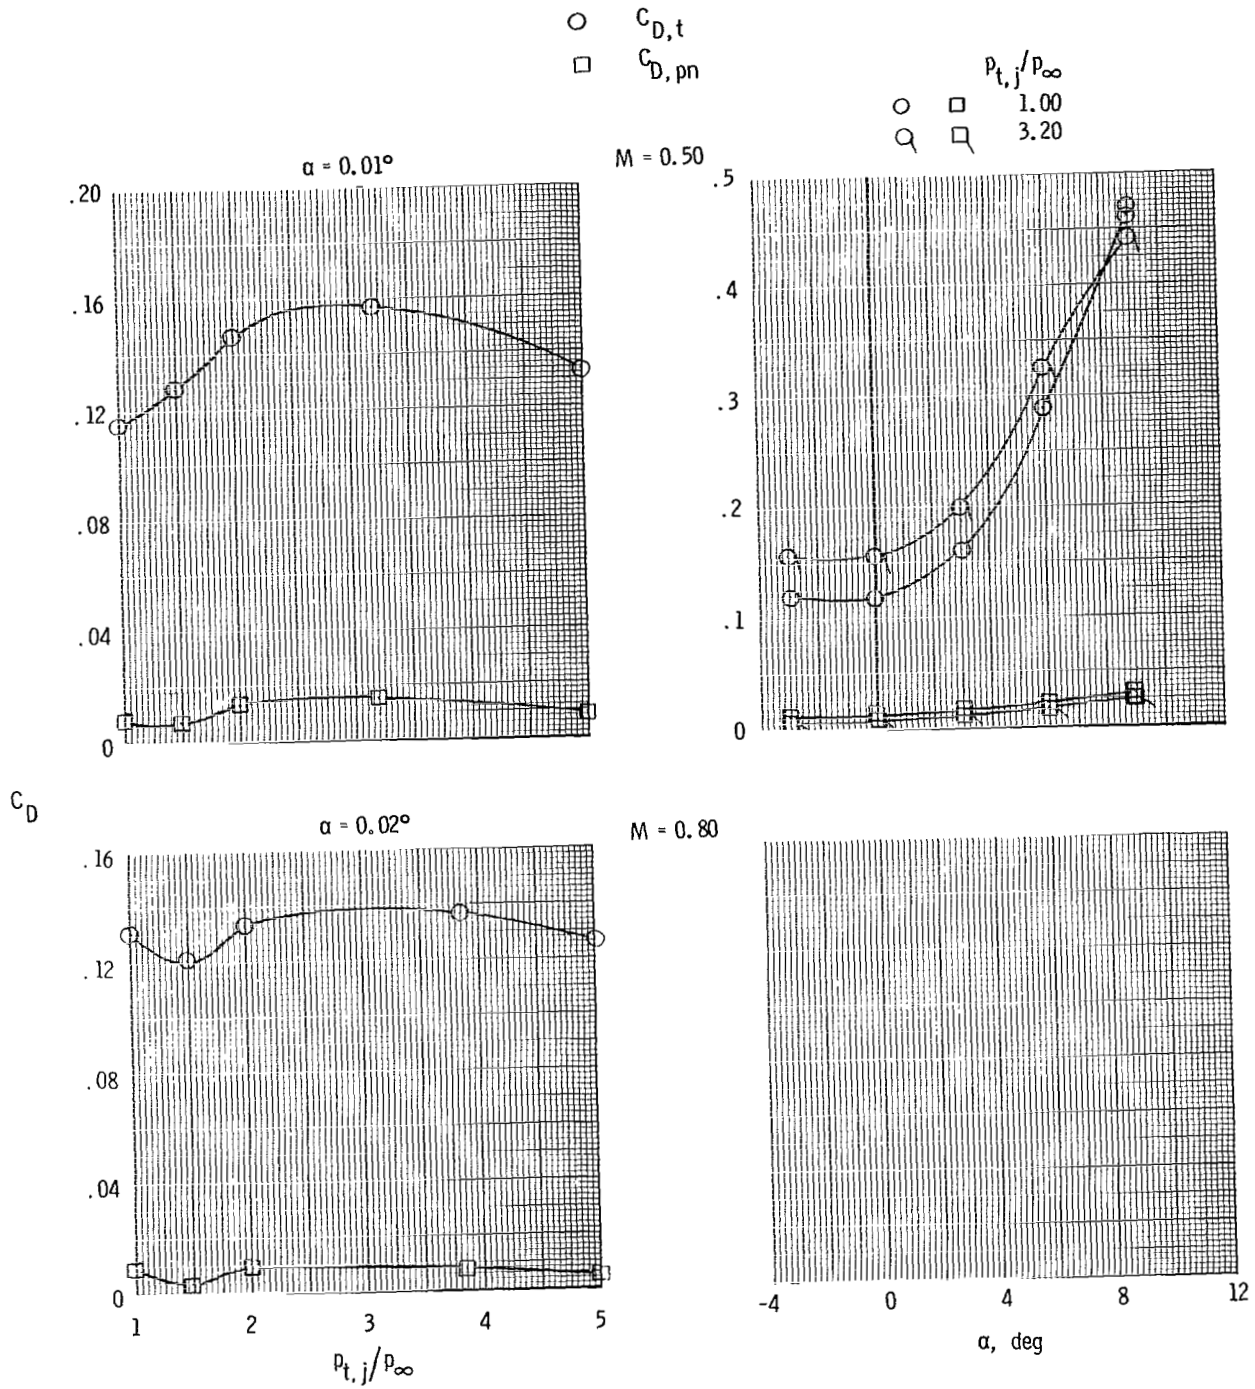 C_D,t
C_D,pn
p_t,j/p_∞
1.00
3.20
α = 0.01°
M = 0.50
.20
.16
.12
.08
.04
0
.5
.4
.3
.2
.1
0
C_D
α = 0.02°
M = 0.80
.16
.12
.08
.04
0
1 2 3 4 5
p_t,j/p_∞
-4 0 4 8 12
α, deg